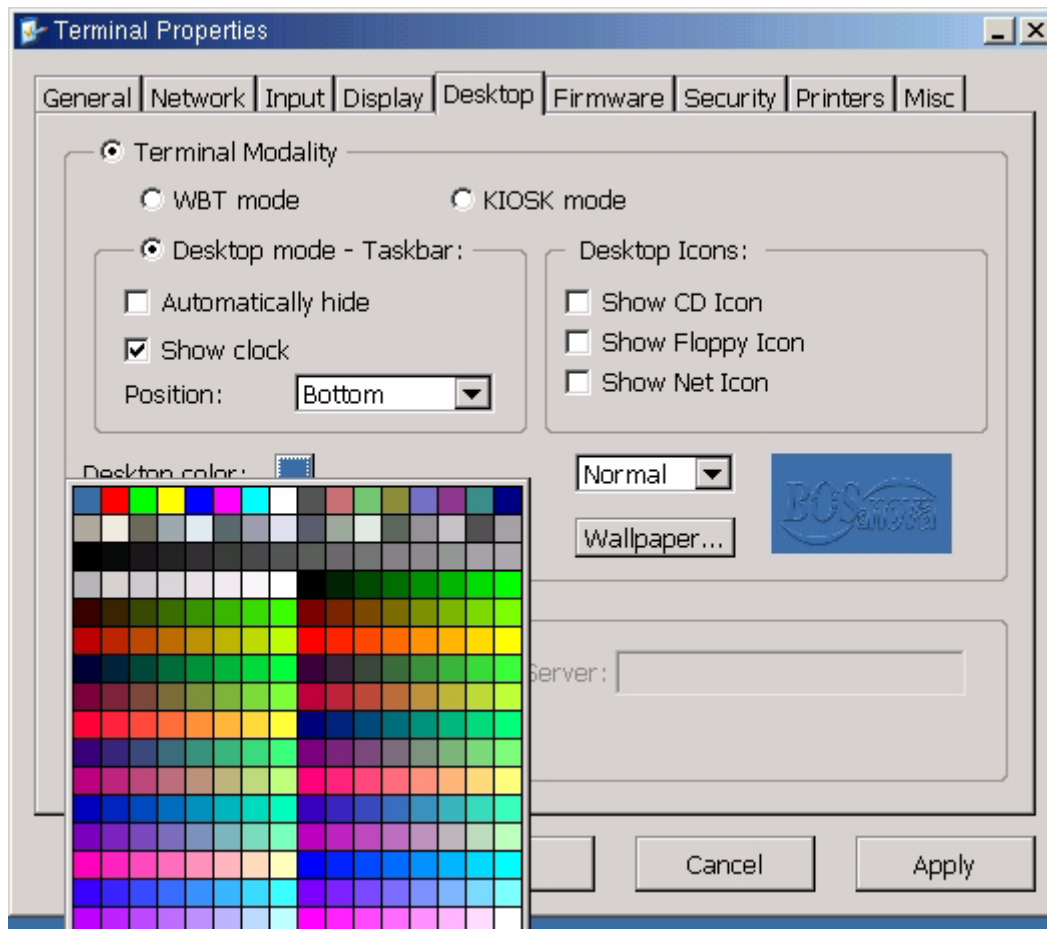 Terminal Properties
General Network Input Display Desktop Firmware Security Printers Misc
Terminal Modality
WBT mode KIOSK mode
Desktop mode - Taskbar: Desktop Icons:
Automatically hide Show CD Icon
Show clock Show Floppy Icon
Position: Bottom Show Net Icon
Desktop color: Normal
BOSaNOVA
Wallpaper...
Server:
Cancel Apply